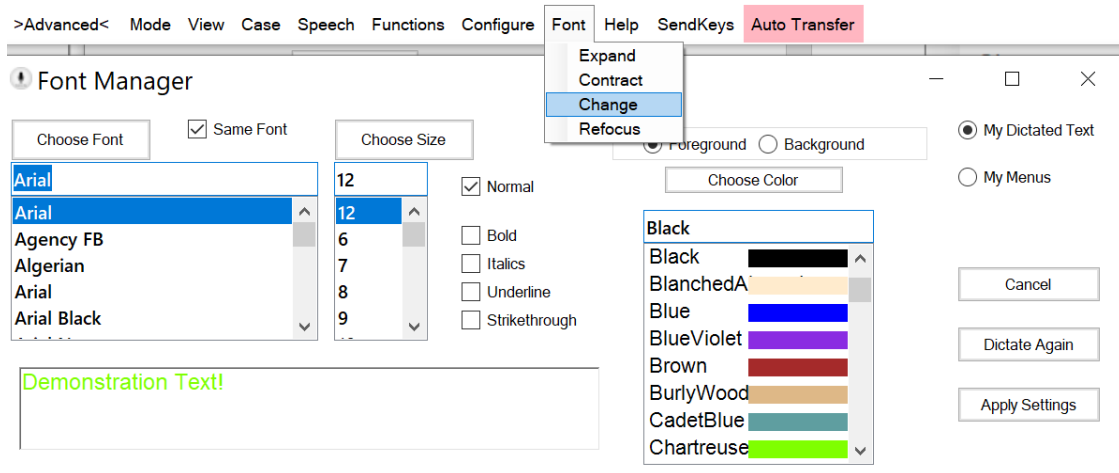 >Advanced< Mode View Case Speech Functions Configure Font Help SendKeys Auto Transfer
Expand
Contract
Change
Refocus
Font Manager
Choose Font
Same Font
Choose Size
Foreground Background
My Dictated Text
Arial
12
Normal
Choose Color
My Menus
Arial
Agency FB
Algerian
Arial
Arial Black
12
6
7
8
9
Bold
Italics
Underline
Strikethrough
Black
Black
BlanchedA
Blue
BlueViolet
Brown
BurlyWood
CadetBlue
Chartreuse
Cancel
Dictate Again
Apply Settings
Demonstration Text!